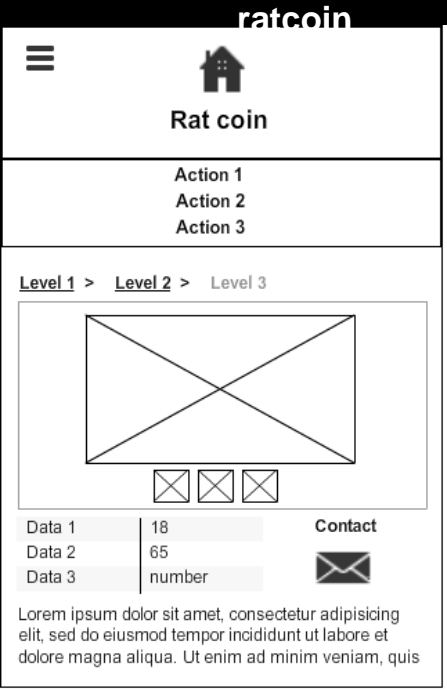 ratcoin
Rat coin
Action 1
Action 2
Action 3
Level 1 > Level 2 > Level 3
Data 1 18
Data 2 65
Data 3 number
Contact
Lorem ipsum dolor sit amet, consectetur adipisicing
elit, sed do eiusmod tempor incididunt ut labore et
dolore magna aliqua. Ut enim ad minim veniam, quis